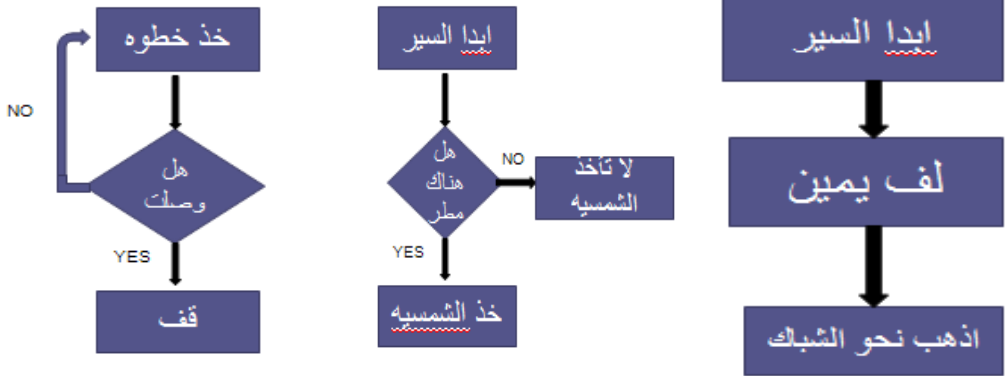 خذ خطوه
NO
هل
وصلت
YES
قف
ابدا السير
هل
هناك
مطر
NO
لا تأخذ
الشمسيه
YES
خذ الشمسيه
ابدا السير
لف يمين
اذهب نحو الشباك